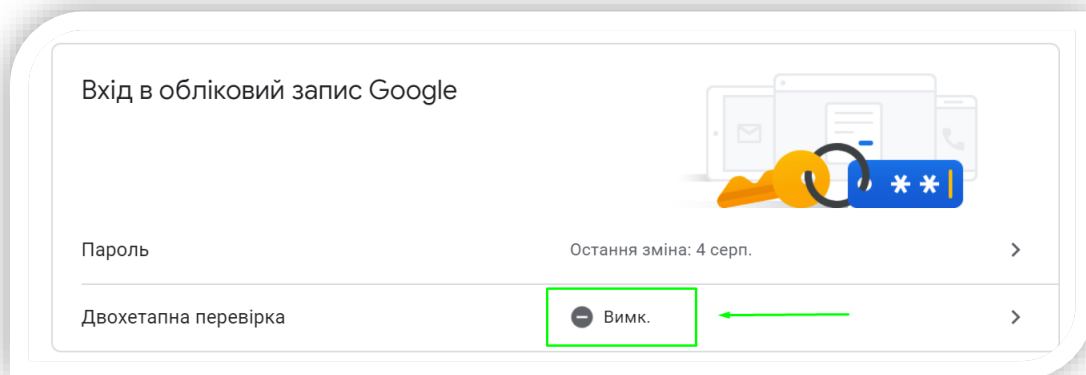 Вхід в обліковий запис Google
**
Пароль Остання зміна: 4 серп.
Двохетапна перевірка Вимк.